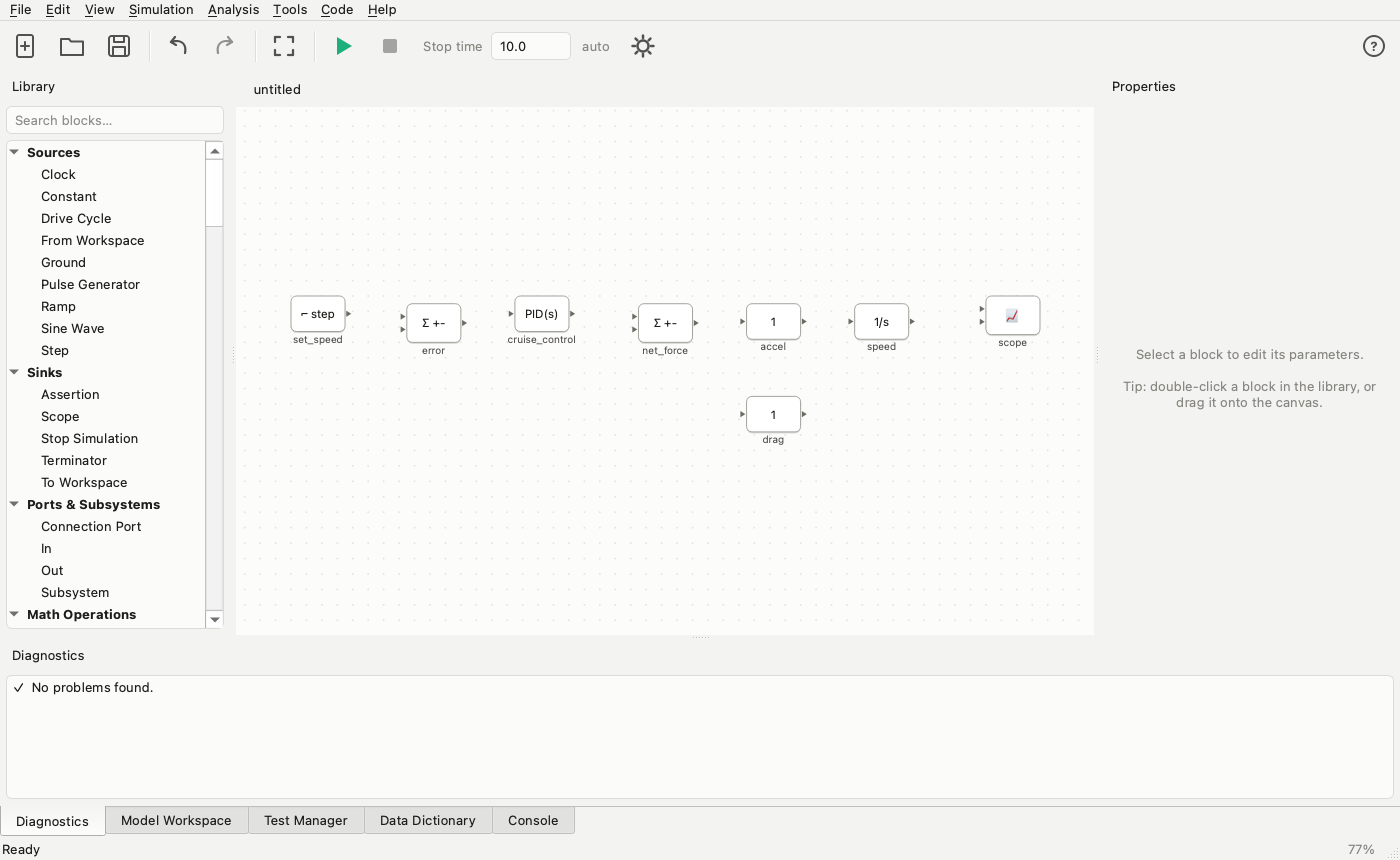 File Edit View Simulation Analysis Tools Code Help
Stop time 10.0 auto
Library
untitled
Properties
Search blocks...
Sources
Clock
Constant
Drive Cycle
From Workspace
Ground
Pulse Generator
Ramp
Sine Wave
Step
Sinks
Assertion
Scope
Stop Simulation
Terminator
To Workspace
Ports & Subsystems
Connection Port
In
Out
Subsystem
Math Operations
⌐ step
set_speed
Σ +-
error
PID(s)
cruise_control
Σ +-
net_force
1
accel
1/s
speed
scope
1
drag
Select a block to edit its parameters.
Tip: double-click a block in the library, or
drag it onto the canvas.
Diagnostics
✓ No problems found.
Diagnostics Model Workspace Test Manager Data Dictionary Console
Ready
77%